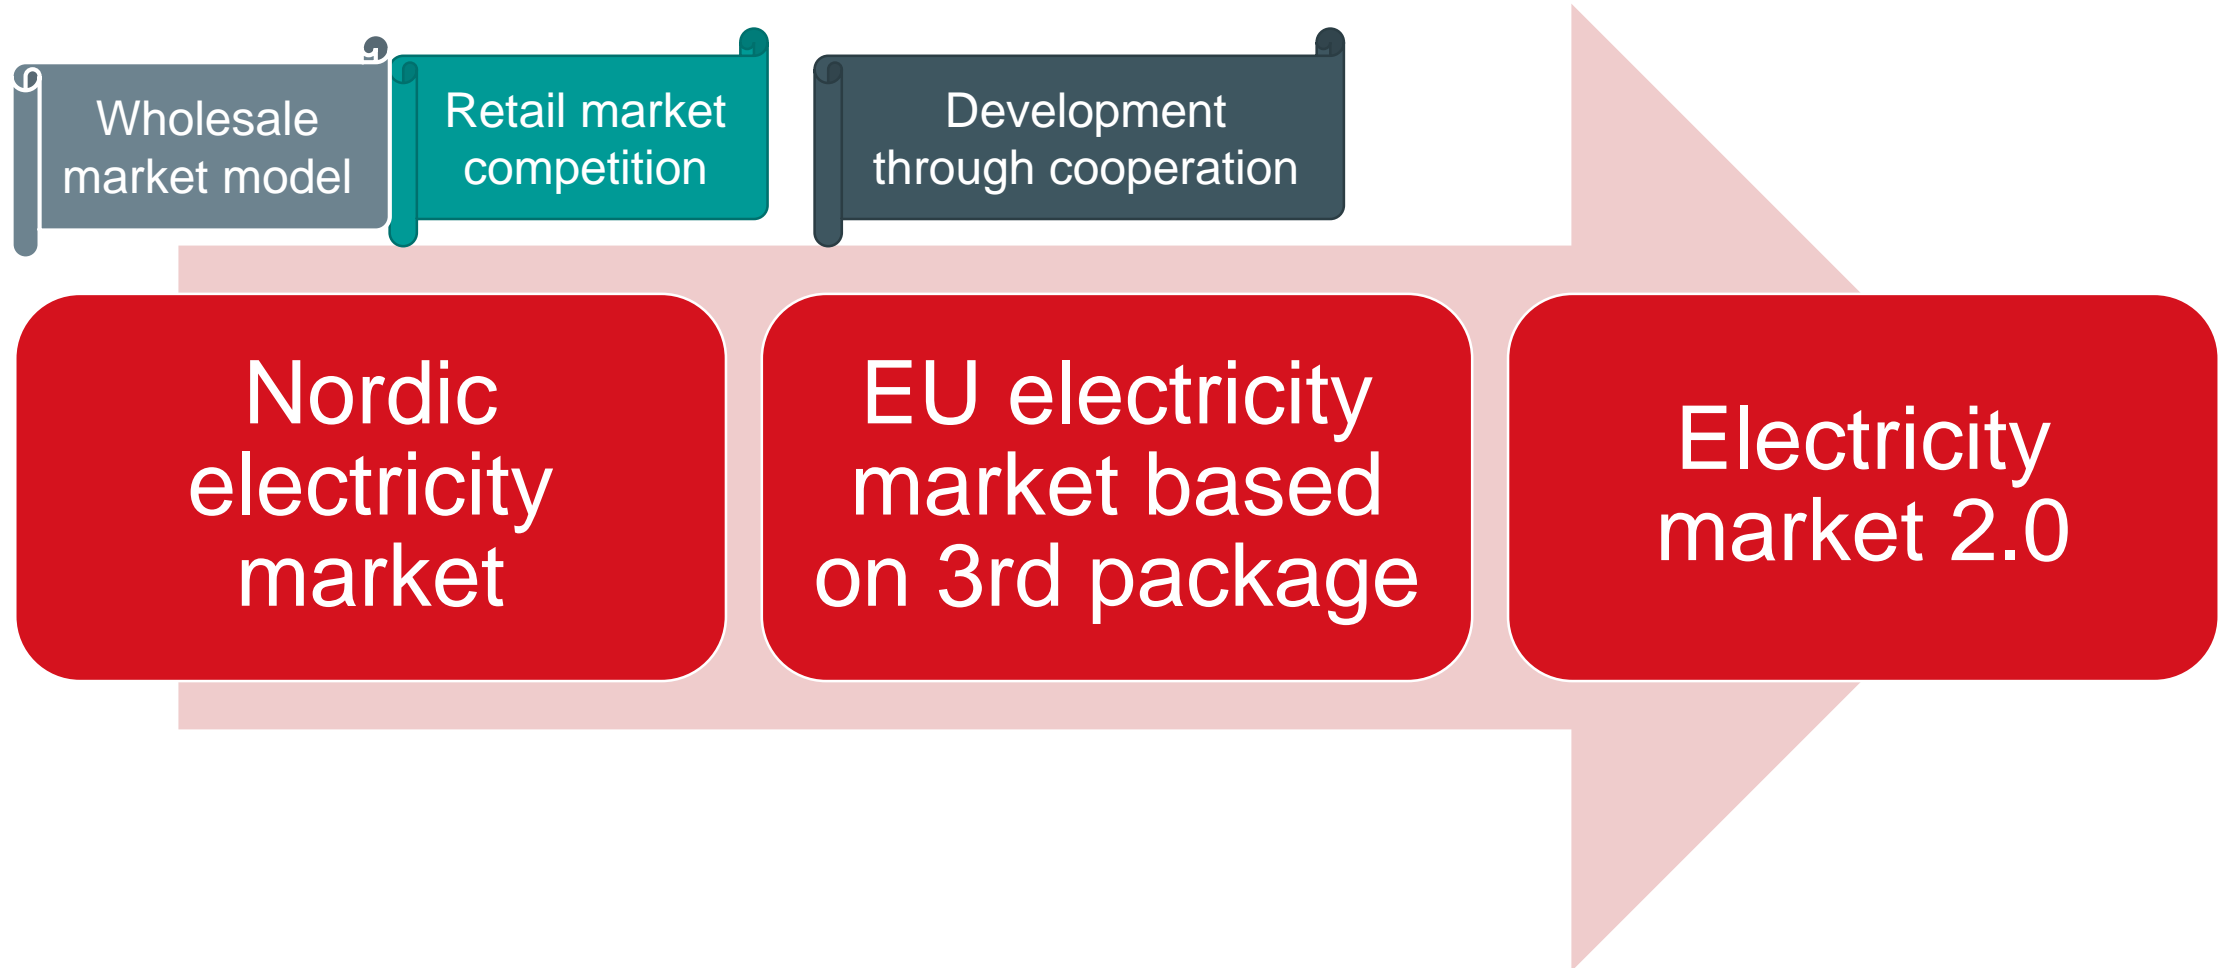 Wholesale
market model
Retail market
competition
Development
through cooperation
Nordic
electricity
market
EU electricity
market based
on 3rd package
Electricity
market 2.0